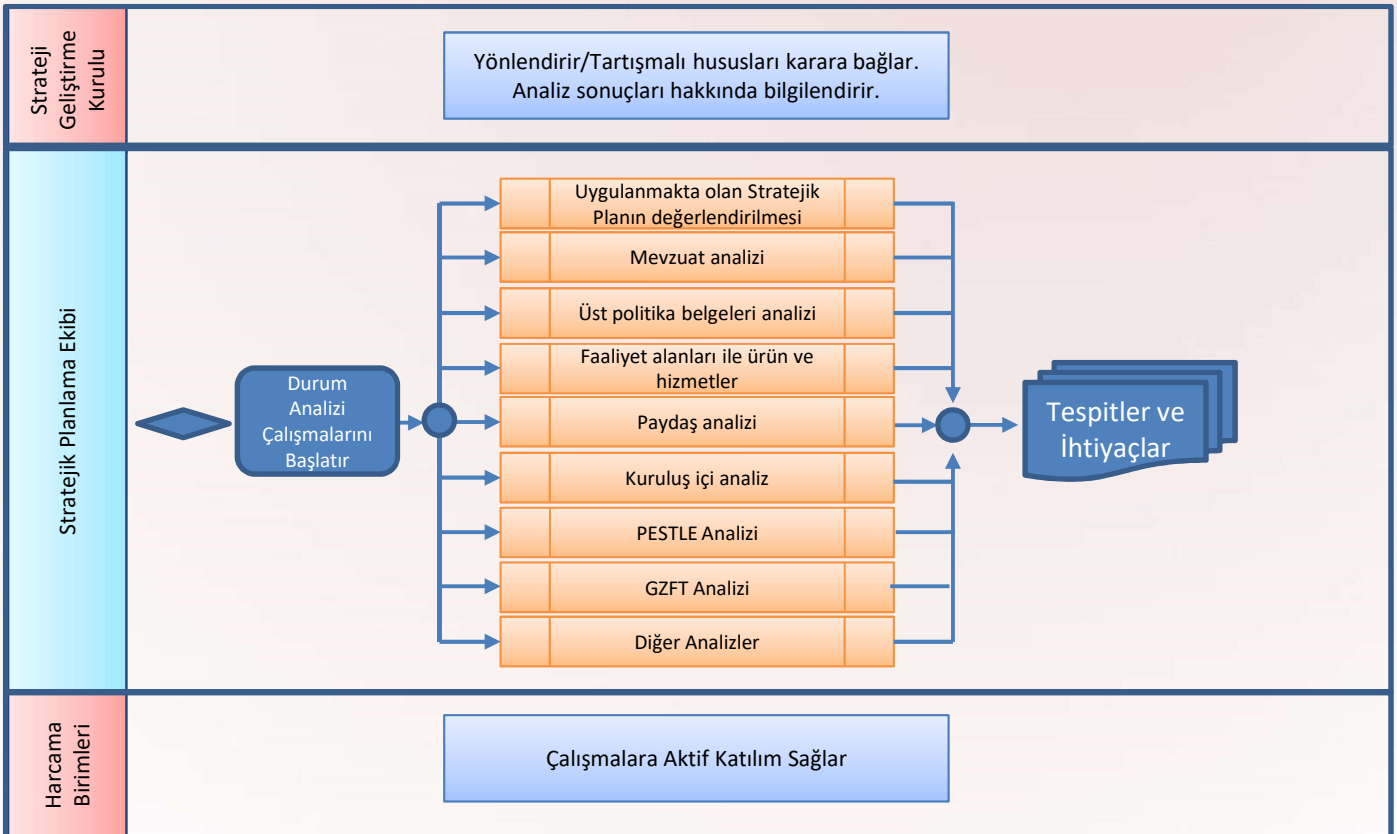 Strateji
Geliştirme
Kurulu
Yönlendirir/Tartışmalı hususları karara bağlar.
Analiz sonuçları hakkında bilgilendirir.
Stratejik Planlama Ekibi
Durum
Analizi
Çalışmalarını
Başlatır
Uygulanmakta olan Stratejik
Planın değerlendirilmesi
Mevzuat analizi
Üst politika belgeleri analizi
Faaliyet alanları ile ürün ve
hizmetler
Paydaş analizi
Kuruluş içi analiz
PESTLE Analizi
GZFT Analizi
Diğer Analizler
Tespitler ve
İhtiyaçlar
Harcama
Birimleri
Çalışmalara Aktif Katılım Sağlar